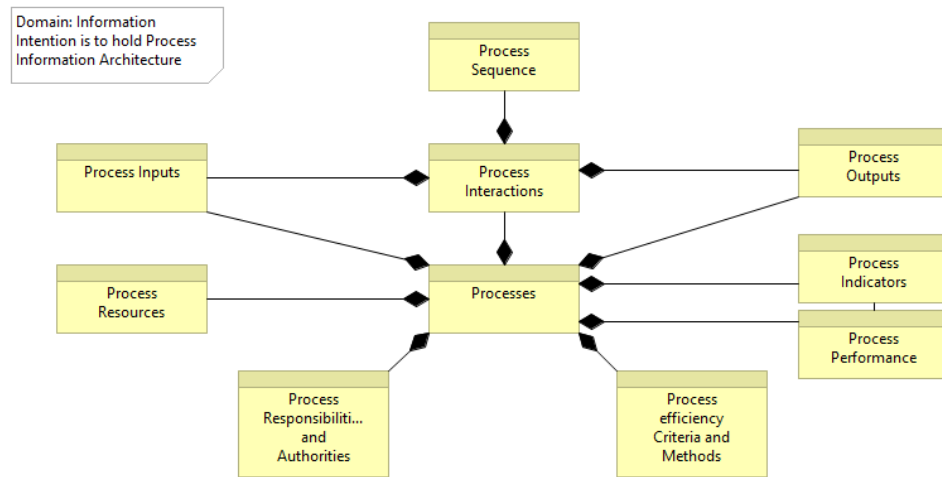 Domain: Information
Intention is to hold Process
Information Architecture
Process
Sequence
Process Inputs
Process
Interactions
Process
Outputs
Process
Resources
Processes
Process
Indicators
Process
Performance
Process
Responsibiliti...
and
Authorities
Process
efficiency
Criteria and
Methods